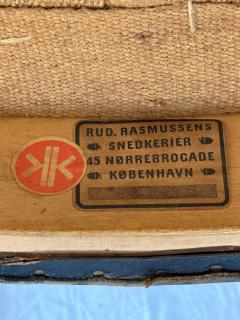 RUD. RASMUSSENS
SNEDKERIER
45 NØRREBROGADE
KØBENHAVN